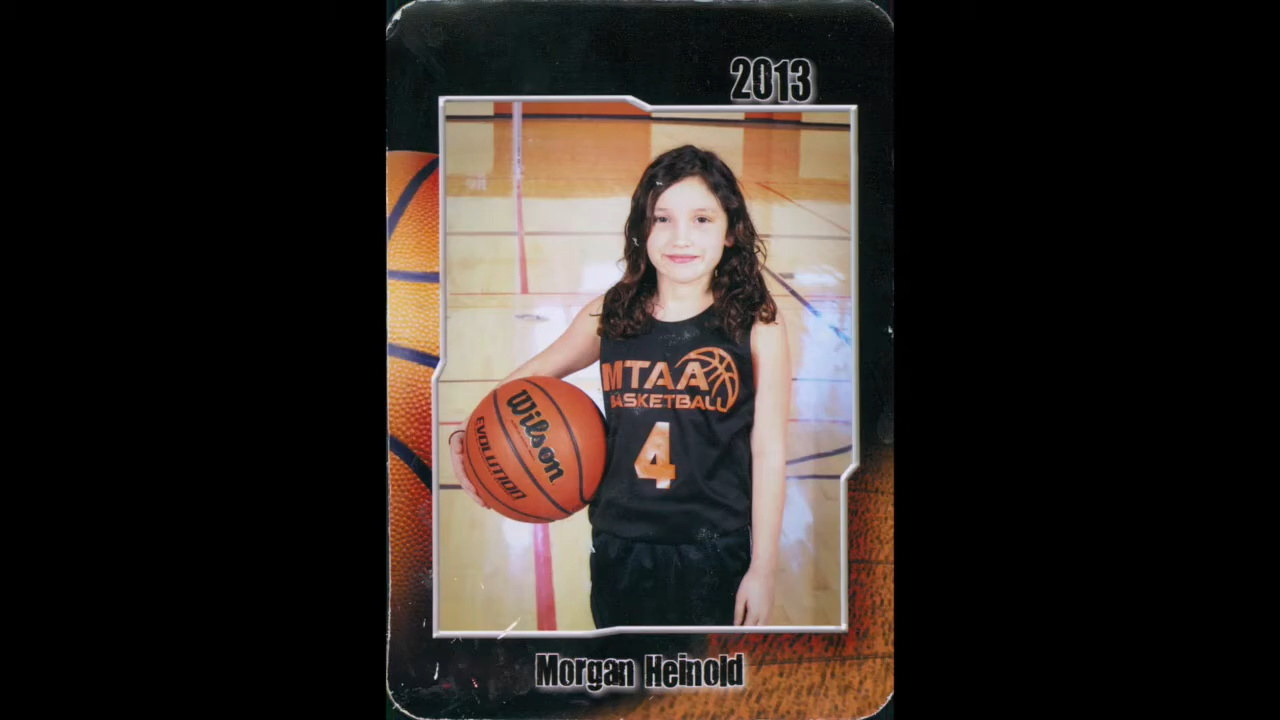 2013
MTAA
BASKETBALL
4
Wilson
EVOLUTION
Morgan Heinold